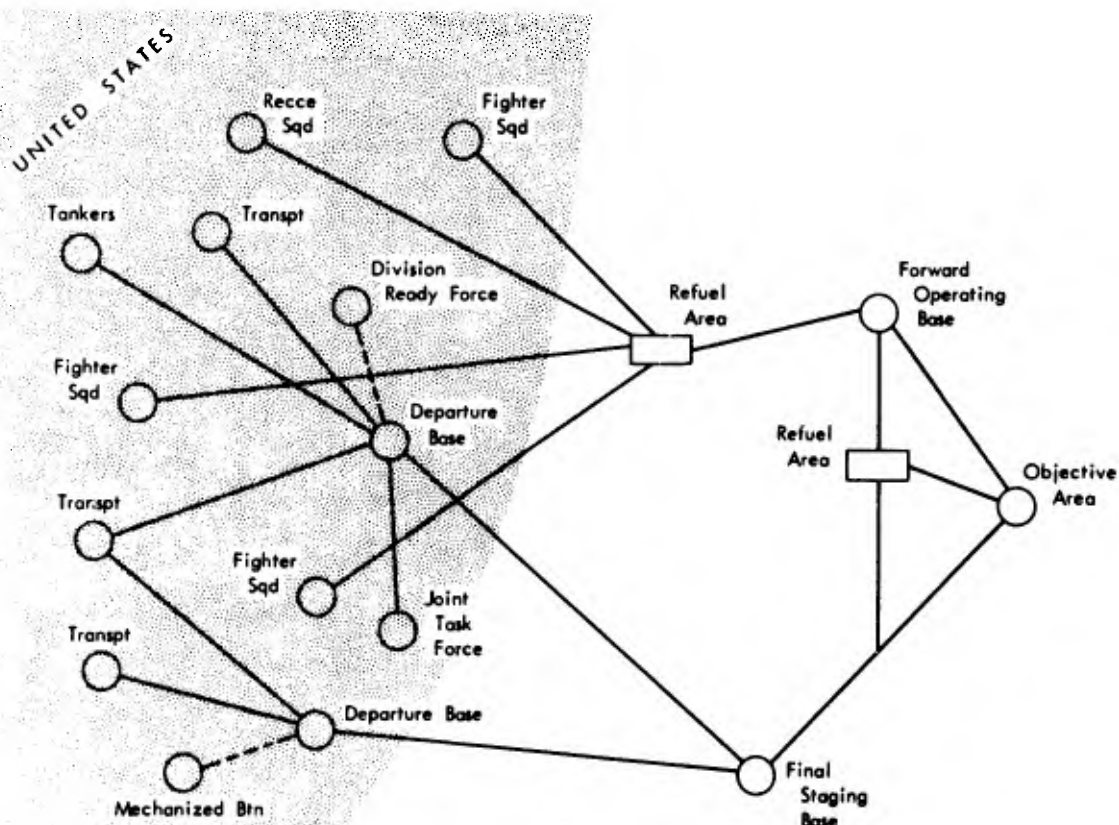 UNITED STATES
Recce
Sqd
Fighter
Sqd
Tankers
Transpt
Division
Ready Force
Refuel
Area
Forward
Operating
Base
Fighter
Sqd
Departure
Base
Refuel
Area
Objective
Area
Transpt
Fighter
Sqd
Joint
Task
Force
Transpt
Departure Base
Mechanized Btn
Final
Staging
Base